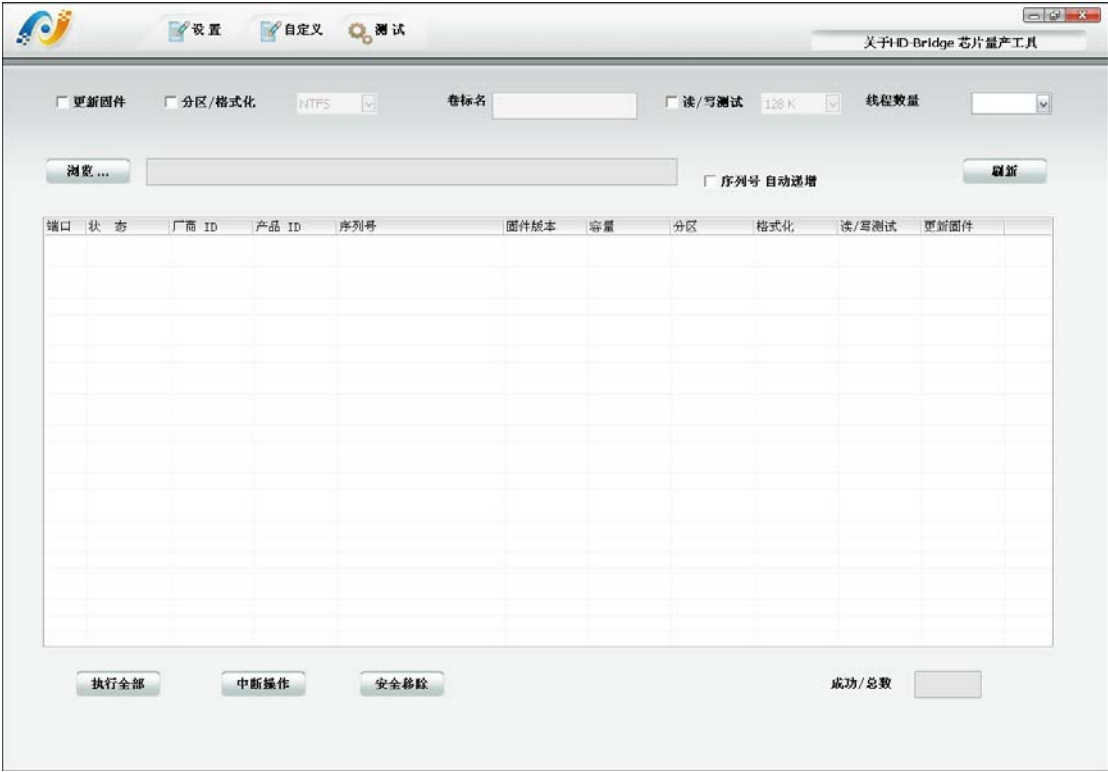 设置 自定义 测试
关于HD-Bridge 芯片量产工具
更新固件 分区/格式化 NTFS 卷标名 读/写测试 128 K 线程数量
浏览 ... 序列号 自动递增 刷新
端口 状 态 厂商 ID 产品 ID 序列号 固件版本 容量 分区 格式化 读/写测试 更新固件
执行全部 中断操作 安全移除 成功/总数